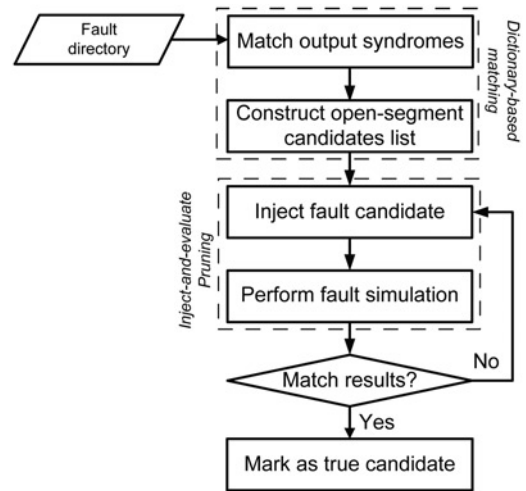 Fault
directory
Match output syndromes
Construct open-segment
candidates list
Dictionary-based
matching
Inject fault candidate
Perform fault simulation
Inject-and-evaluate
Pruning
Match results?
No
Yes
Mark as true candidate